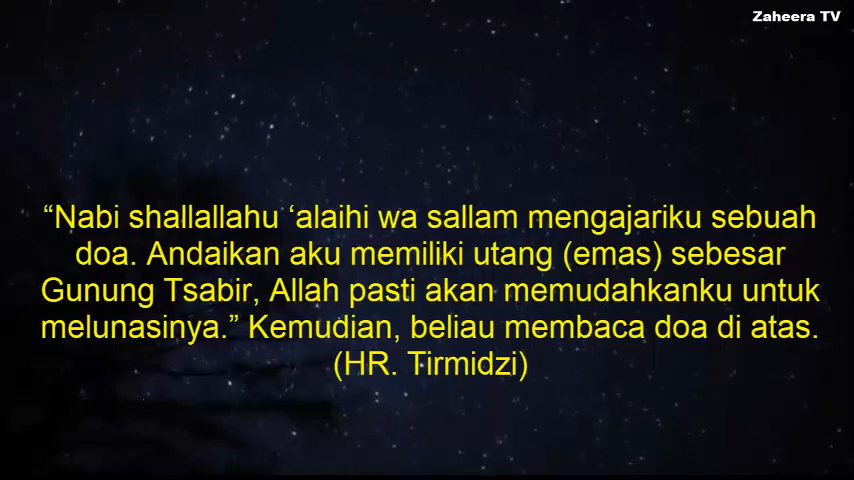 Zaheera TV
“Nabi shallallahu ‘alaihi wa sallam mengajariku sebuah
doa. Andaikan aku memiliki utang (emas) sebesar
Gunung Tsabir, Allah pasti akan memudahkanku untuk
melunasinya.” Kemudian, beliau membaca doa di atas.
(HR. Tirmidzi)